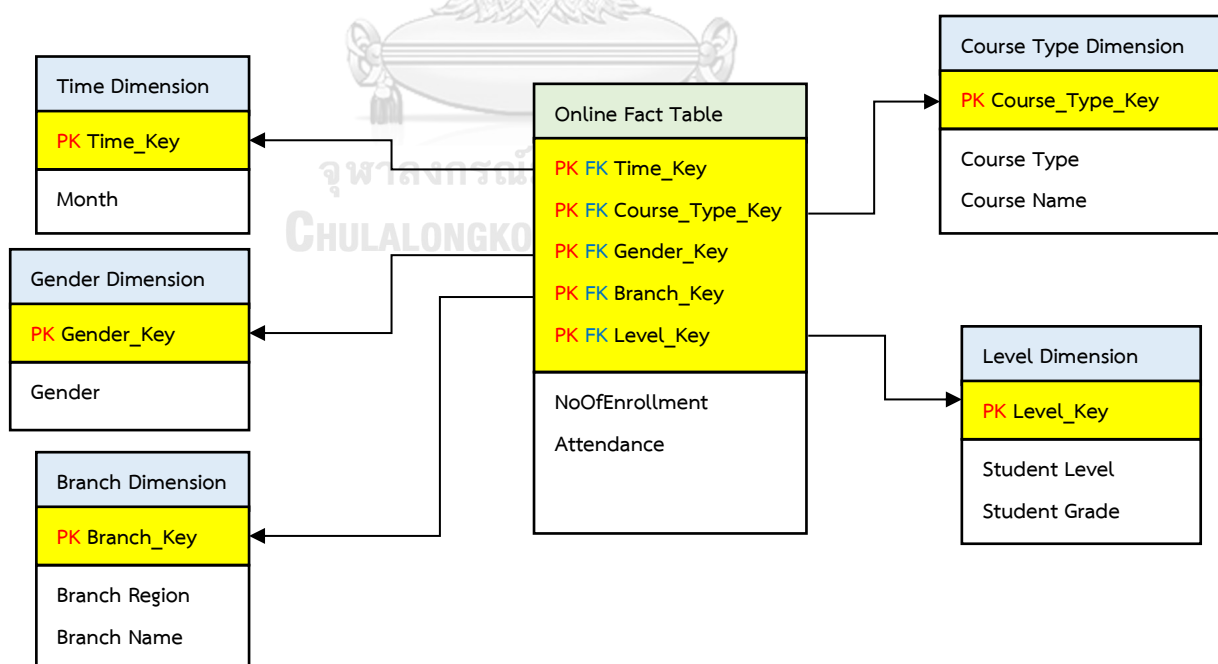 Time Dimension
PK Time_Key
Month
Gender Dimension
PK Gender_Key
Gender
Branch Dimension
PK Branch_Key
Branch Region
Branch Name
Online Fact Table
PK FK Time_Key
PK FK Course_Type_Key
PK FK Gender_Key
PK FK Branch_Key
PK FK Level_Key
NoOfEnrollment
Attendance
Course Type Dimension
PK Course_Type_Key
Course Type
Course Name
Level Dimension
PK Level_Key
Student Level
Student Grade